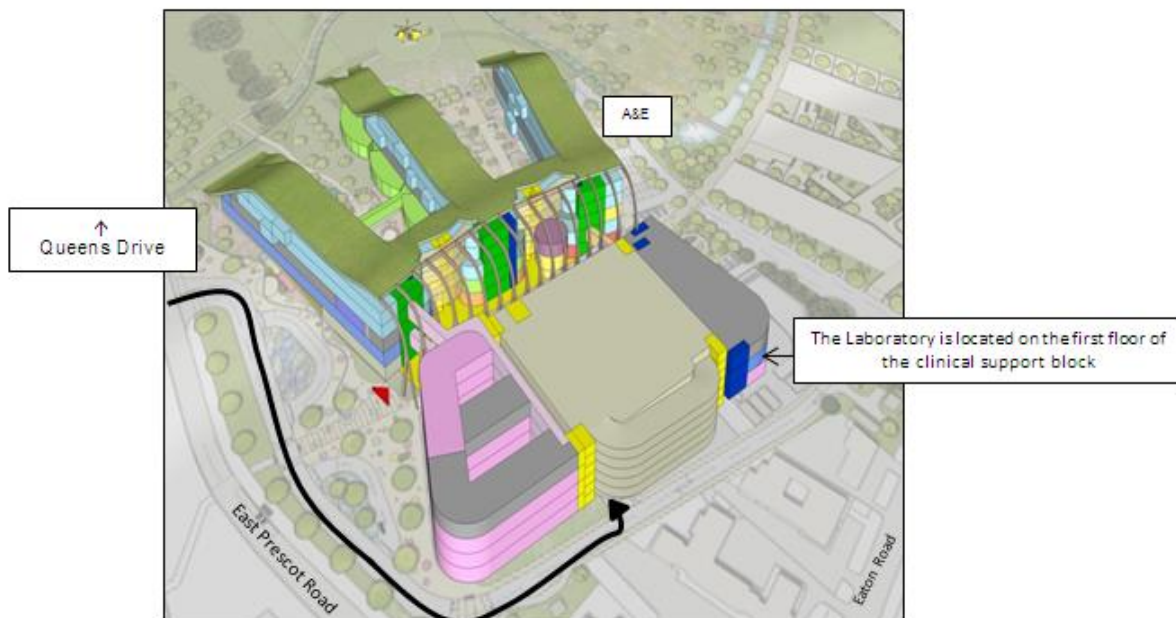 A&E
↑
Queens Drive
The Laboratory is located on the first floor of
the clinical support block
East Prescot Road
Eaton Road